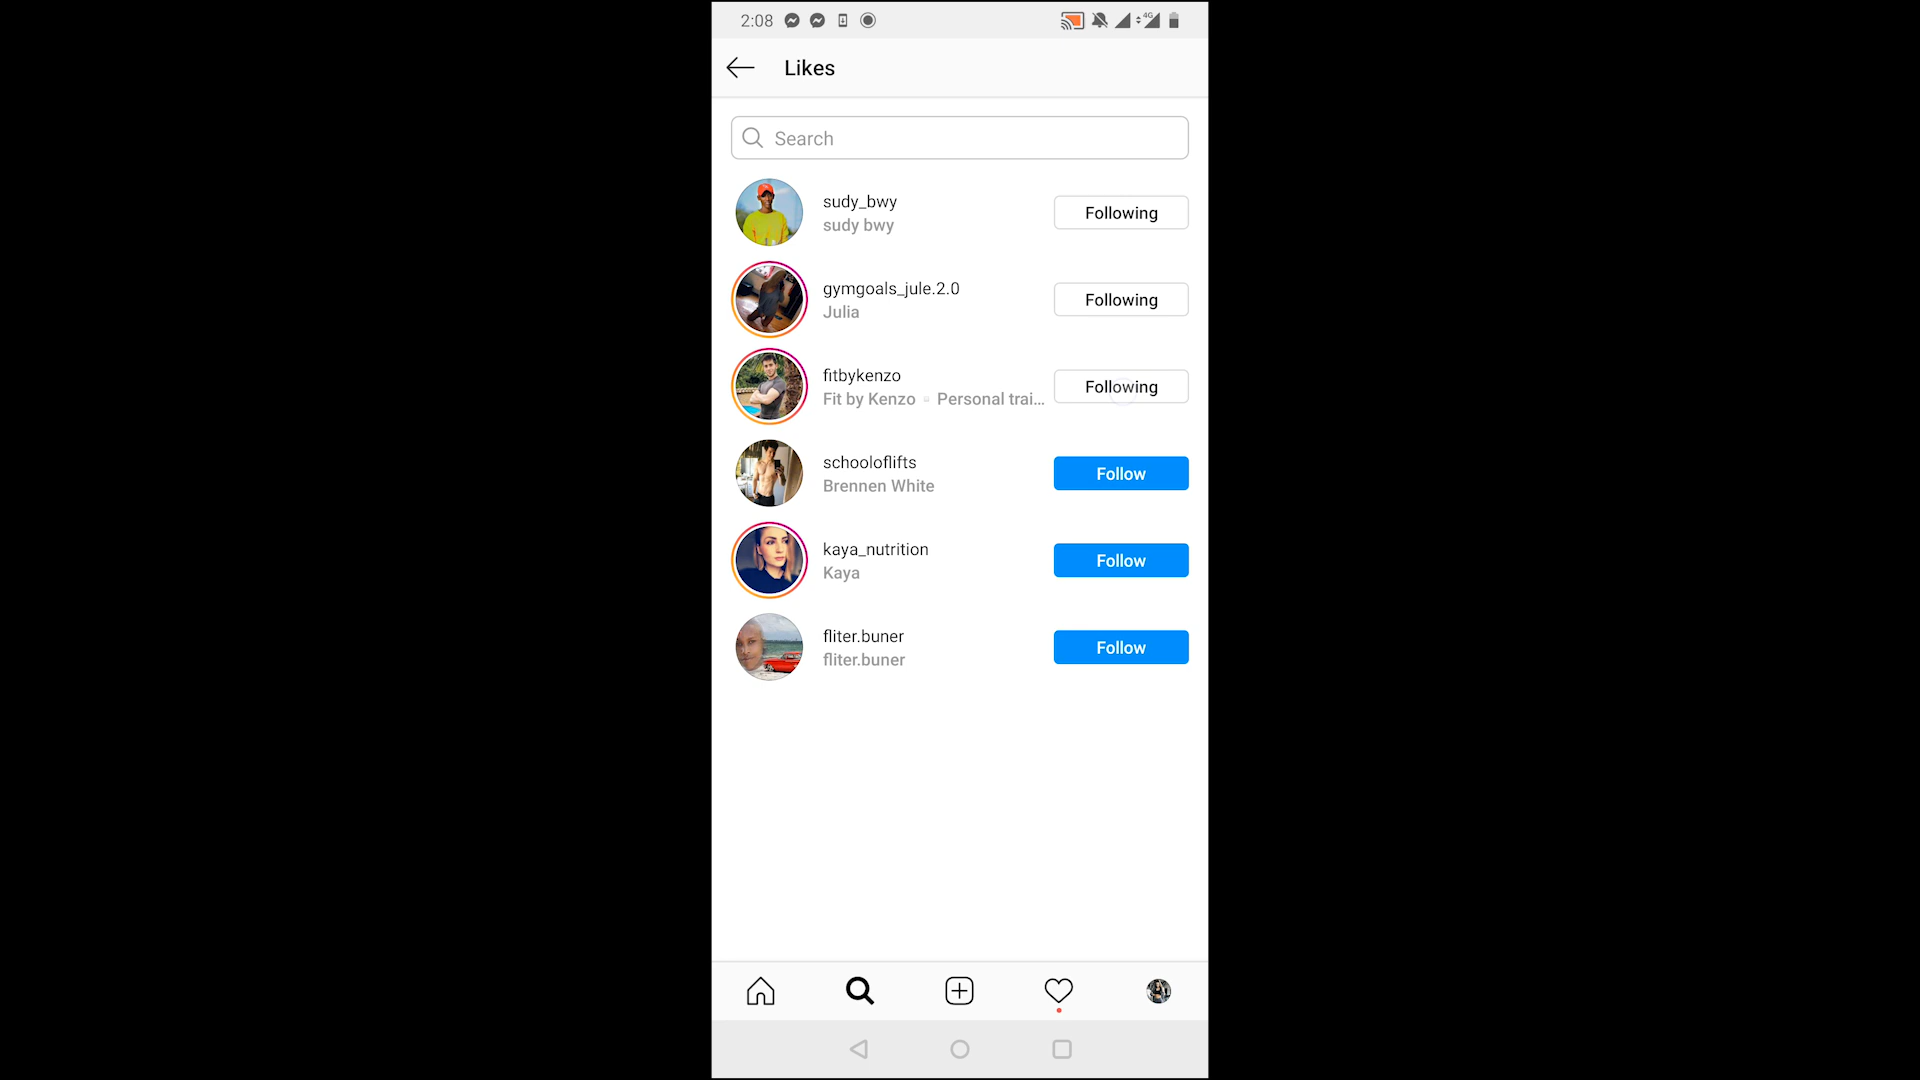 2:08
4G
Likes
Search
sudy_bwy
sudy bwy
Following
gymgoals_jule.2.0
Julia
Following
fitbykenzo
Fit by Kenzo Personal trai...
Following
schooloflifts
Brennen White
Follow
kaya_nutrition
Kaya
Follow
fliter.buner
fliter.buner
Follow